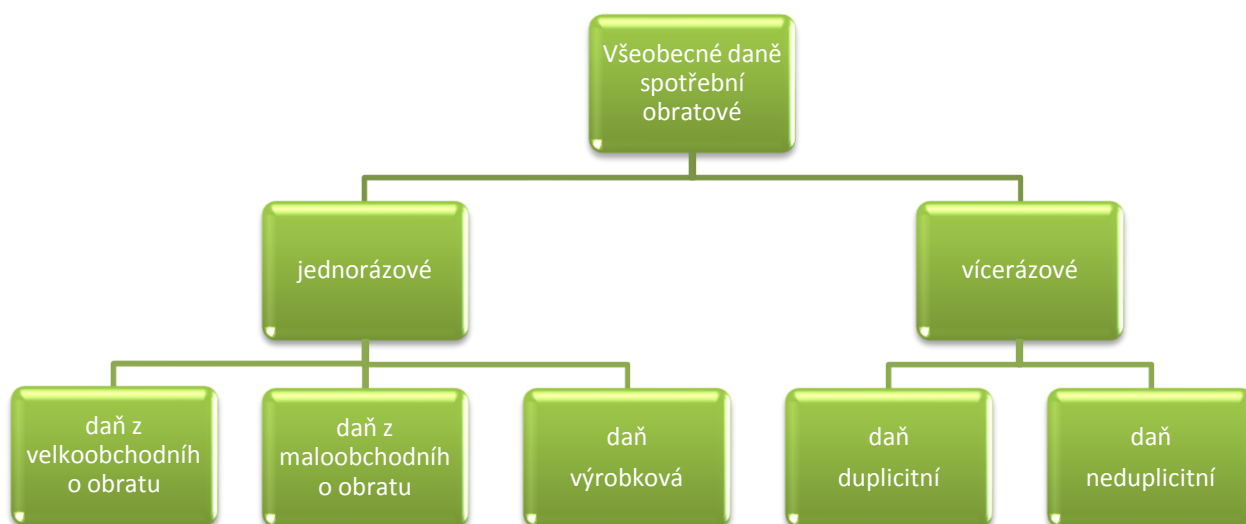 Všeobecné daně
spotřební
obratové
jednorázové
vícerázové
daň z
velkoobchodníh
o obratu
daň z
maloobchodníh
o obratu
daň
výrobková
daň
duplicitní
daň
neduplicitní